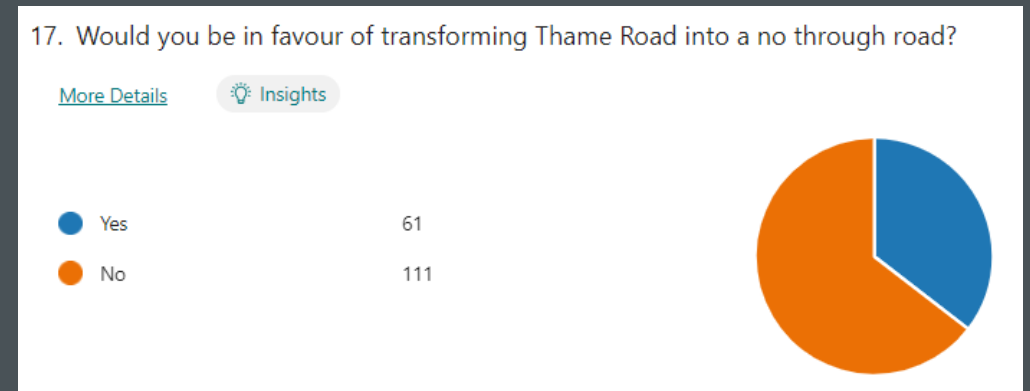 17. Would you be in favour of transforming Thame Road into a no through road?
More Details Insights
Yes 61
No 111